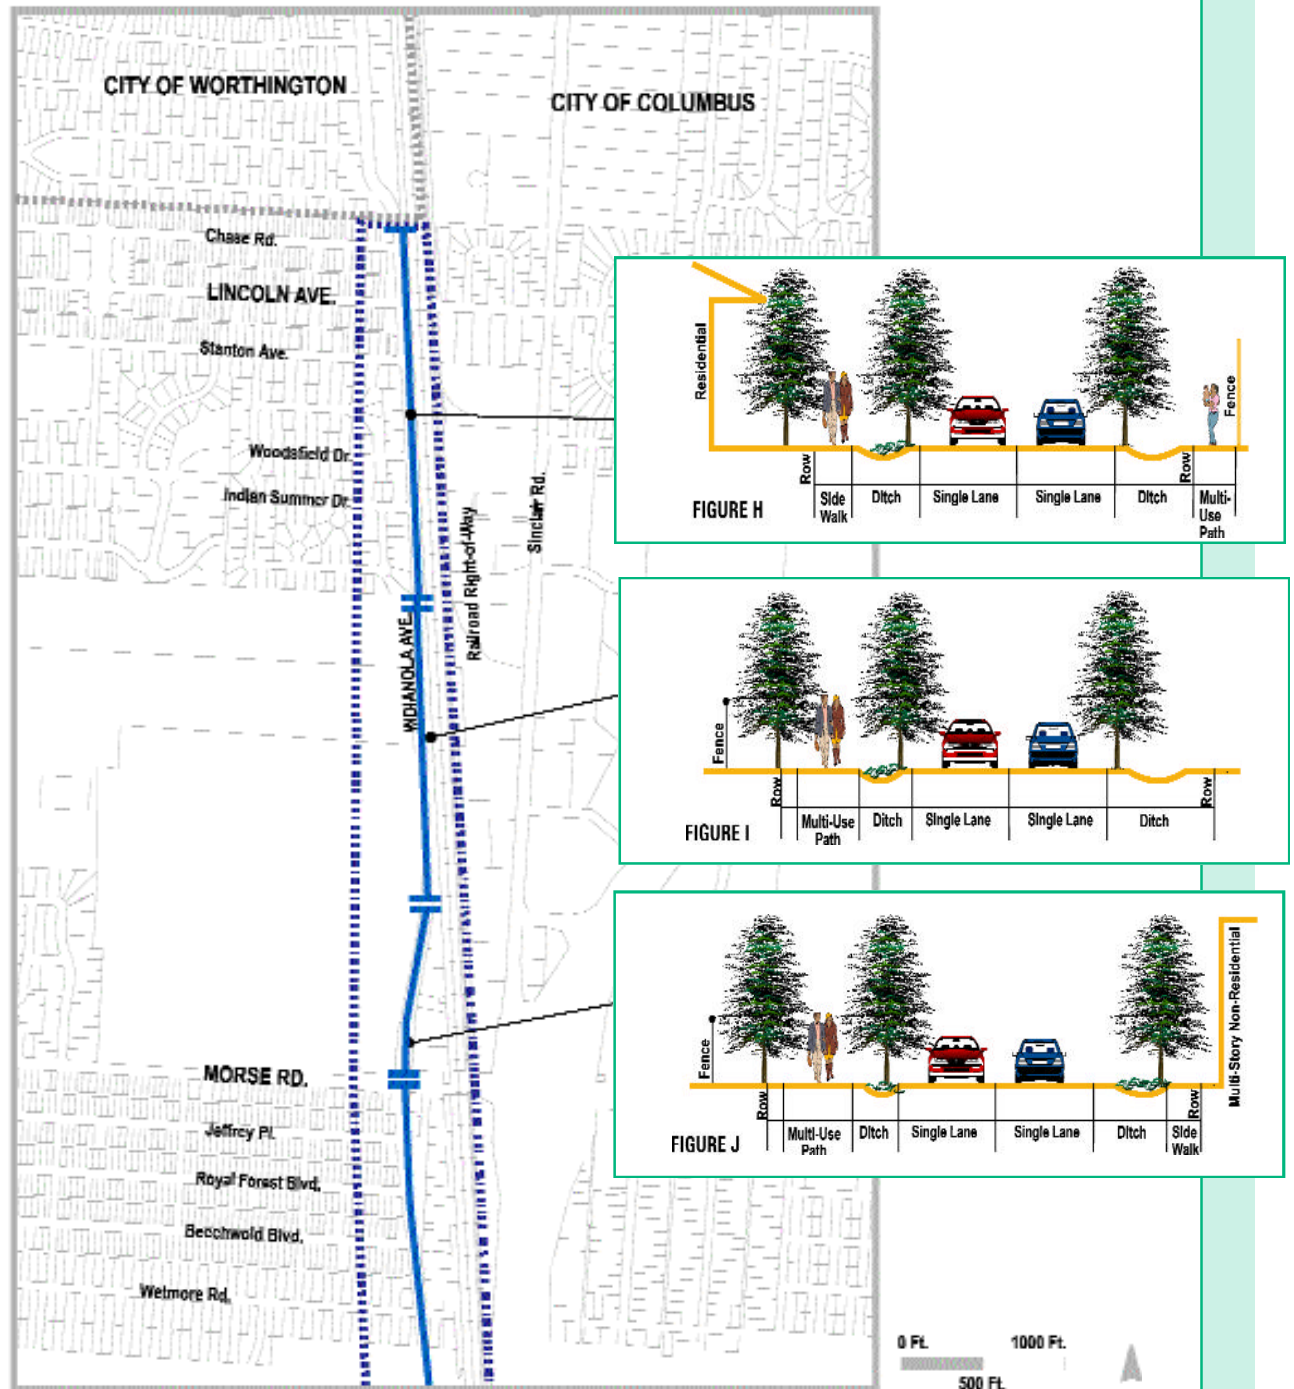 CITY OF WORTHINGTON
CITY OF COLUMBUS
Chase Rd.
LINCOLN AVE.
Stanton Ave.
Woodsfield Dr.
Indian Summer Dr.
Sinclair Rd.
Railroad Right-of-Way
INDIANOLA AVE.
MORSE RD.
Jeffrey Pl.
Royal Forest Blvd.
Beechwold Blvd.
Wetmore Rd.
Residential
Fence
Row
Row
Side
Walk
Ditch
Single Lane
Single Lane
Ditch
Multi-
Use
Path
FIGURE H
Fence
Row
Row
Multi-Use
Path
Ditch
Single Lane
Single Lane
Ditch
FIGURE I
Fence
Multi-Story Non-Residential
Row
Row
Multi-Use
Path
Ditch
Single Lane
Single Lane
Ditch
Side
Walk
FIGURE J
0 Ft.
1000 Ft.
500 Ft.